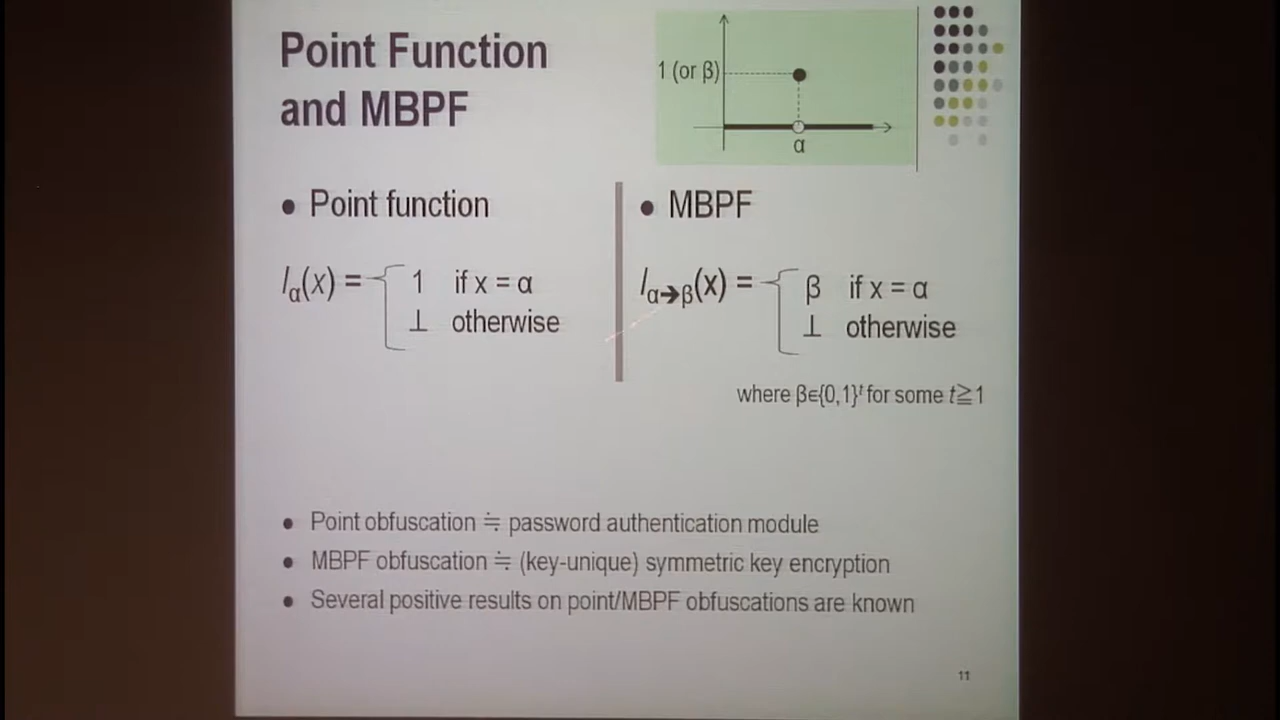 Point Function
and MBPF
1 (or β)
α
● Point function
I_α(x) = { 1 if x = α
⊥ otherwise
● MBPF
I_α➔β(x) = { β if x = α
⊥ otherwise
where β∈{0,1}^t for some t≧1
● Point obfuscation ≒ password authentication module
● MBPF obfuscation ≒ (key-unique) symmetric key encryption
● Several positive results on point/MBPF obfuscations are known
11